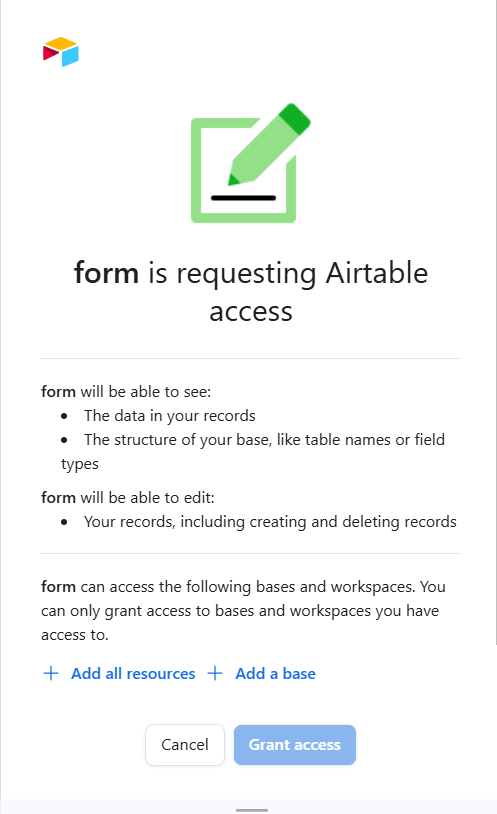 form is requesting Airtable
access
form will be able to see:
• The data in your records
• The structure of your base, like table names or field
types
form will be able to edit:
• Your records, including creating and deleting records
form can access the following bases and workspaces. You
can only grant access to bases and workspaces you have
access to.
+ Add all resources + Add a base
Cancel Grant access